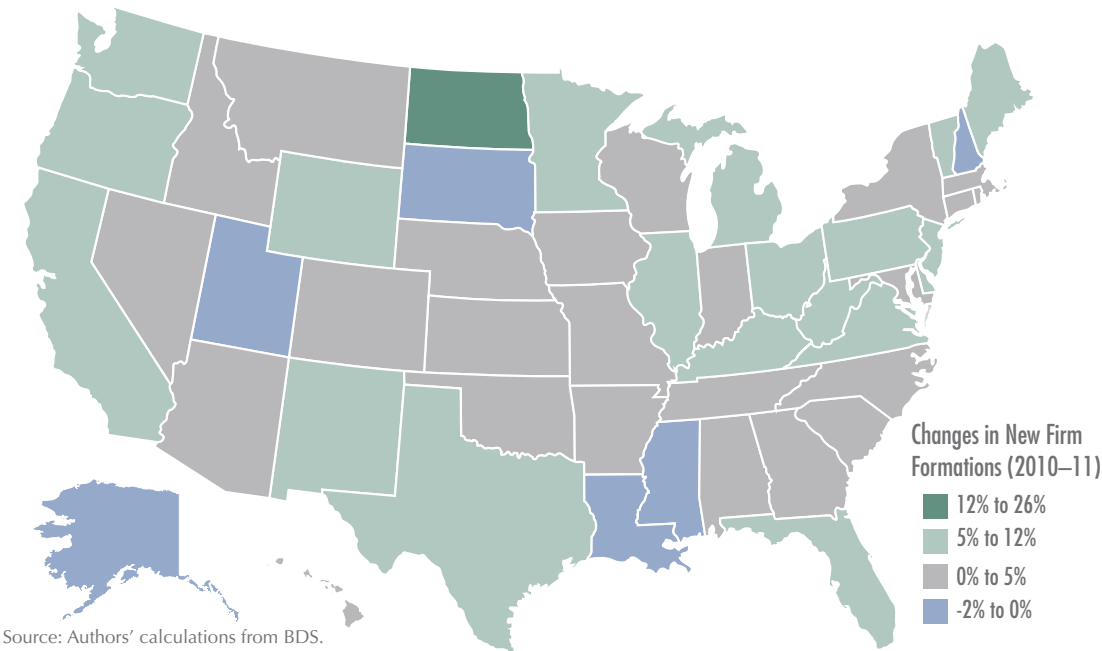 Changes in New Firm
Formations (2010–11)
12% to 26%
5% to 12%
0% to 5%
-2% to 0%
Source: Authors’ calculations from BDS.